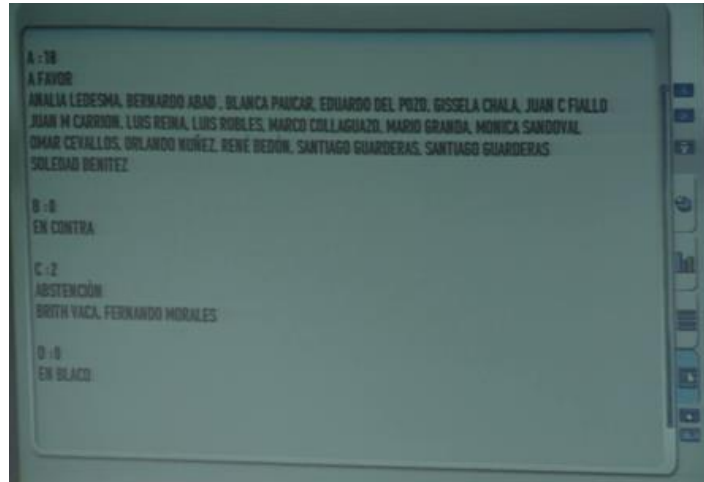 A :18
A FAVOR
ANALIA LEDESMA, BERNARDO ABAD , BLANCA PAUCAR, EDUARDO DEL POZO, GISSELA CHALA, JUAN C FIALLO
JUAN M CARRION, LUIS REINA, LUIS ROBLES, MARCO COLLAGUAZO, MARIO GRANDA, MONICA SANDOVAL
OMAR CEVALLOS, ORLANDO NUÑEZ, RENÉ BEDÓN, SANTIAGO GUARDERAS, SANTIAGO GUARDERAS
SOLEDAD BENITEZ
B :0
EN CONTRA
C :2
ABSTENCIÓN
BRITH VACA, FERNANDO MORALES
D :0
EN BLACO